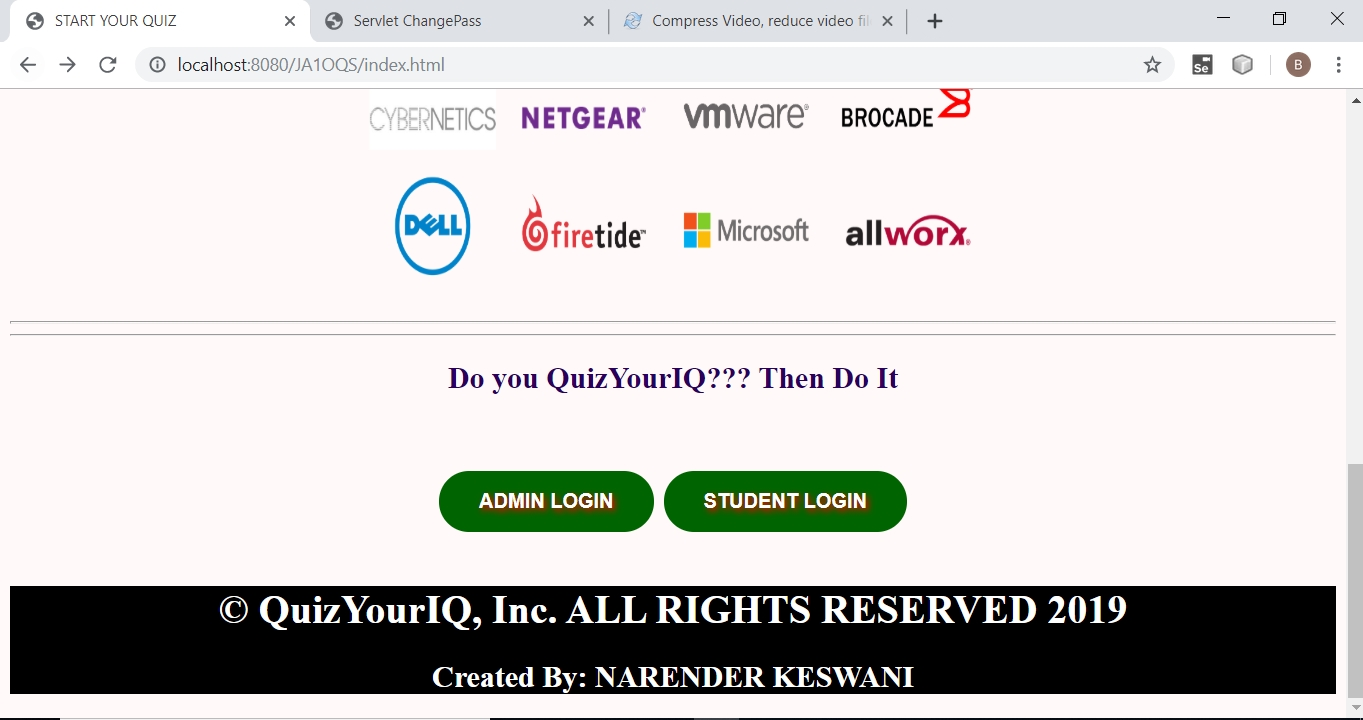 START YOUR QUIZ
Servlet ChangePass
Compress Video, reduce video
localhost:8080/JA1OQS/index.html
Se
B
CYBERNETICS NETGEAR® vmware® BROCADE
DELL firetide™ Microsoft allworx.
Do you QuizYourIQ??? Then Do It
ADMIN LOGIN STUDENT LOGIN
© QuizYourIQ, Inc. ALL RIGHTS RESERVED 2019
Created By: NARENDER KESWANI